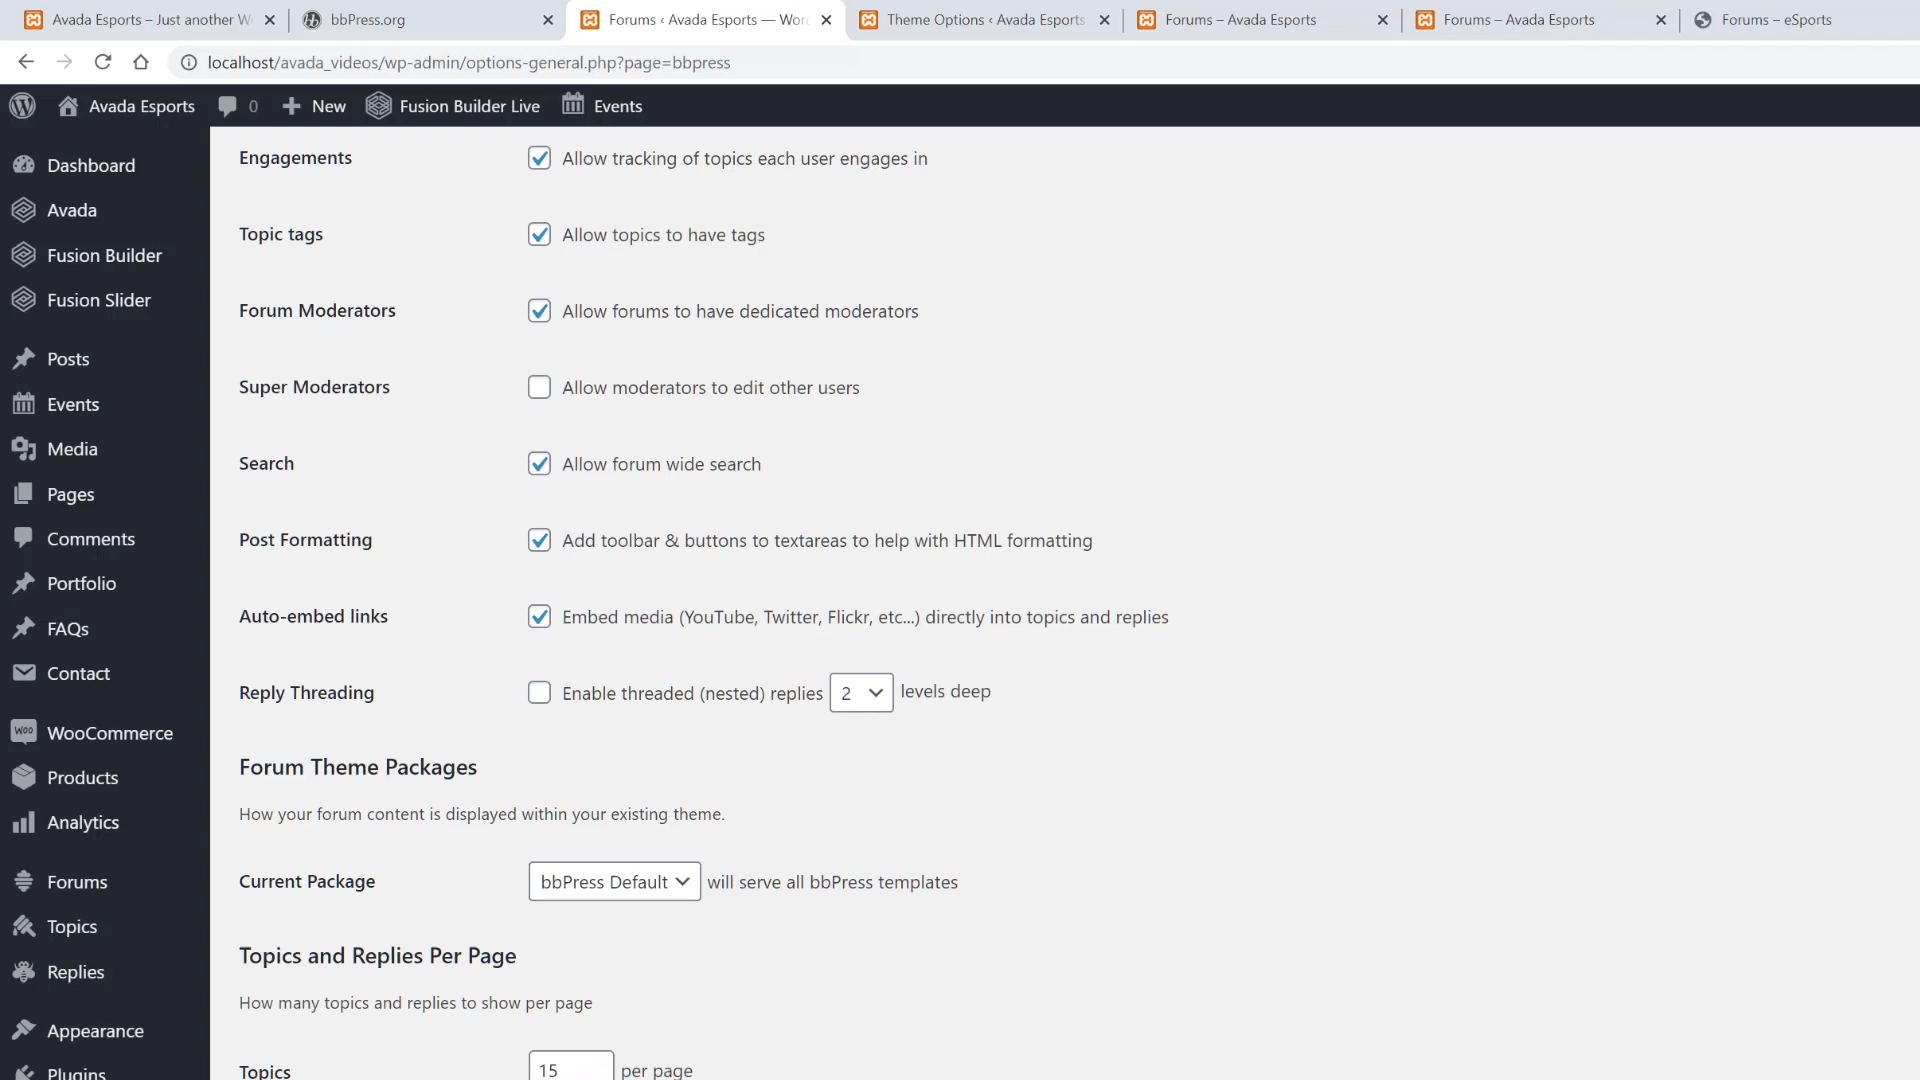 Avada Esports – Just another W
bbPress.org
Forums ‹ Avada Esports — Wor
Theme Options ‹ Avada Esports
Forums – Avada Esports
Forums – Avada Esports
Forums – eSports
localhost/avada_videos/wp-admin/options-general.php?page=bbpress
Avada Esports
0
New
Fusion Builder Live
Events
Dashboard
Avada
Fusion Builder
Fusion Slider
Posts
Events
Media
Pages
Comments
Portfolio
FAQs
Contact
WooCommerce
Products
Analytics
Forums
Topics
Replies
Appearance
Plugins
Engagements
Allow tracking of topics each user engages in
Topic tags
Allow topics to have tags
Forum Moderators
Allow forums to have dedicated moderators
Super Moderators
Allow moderators to edit other users
Search
Allow forum wide search
Post Formatting
Add toolbar & buttons to textareas to help with HTML formatting
Auto-embed links
Embed media (YouTube, Twitter, Flickr, etc...) directly into topics and replies
Reply Threading
Enable threaded (nested) replies 2 levels deep
Forum Theme Packages
How your forum content is displayed within your existing theme.
Current Package
bbPress Default will serve all bbPress templates
Topics and Replies Per Page
How many topics and replies to show per page
Topics
15 per page